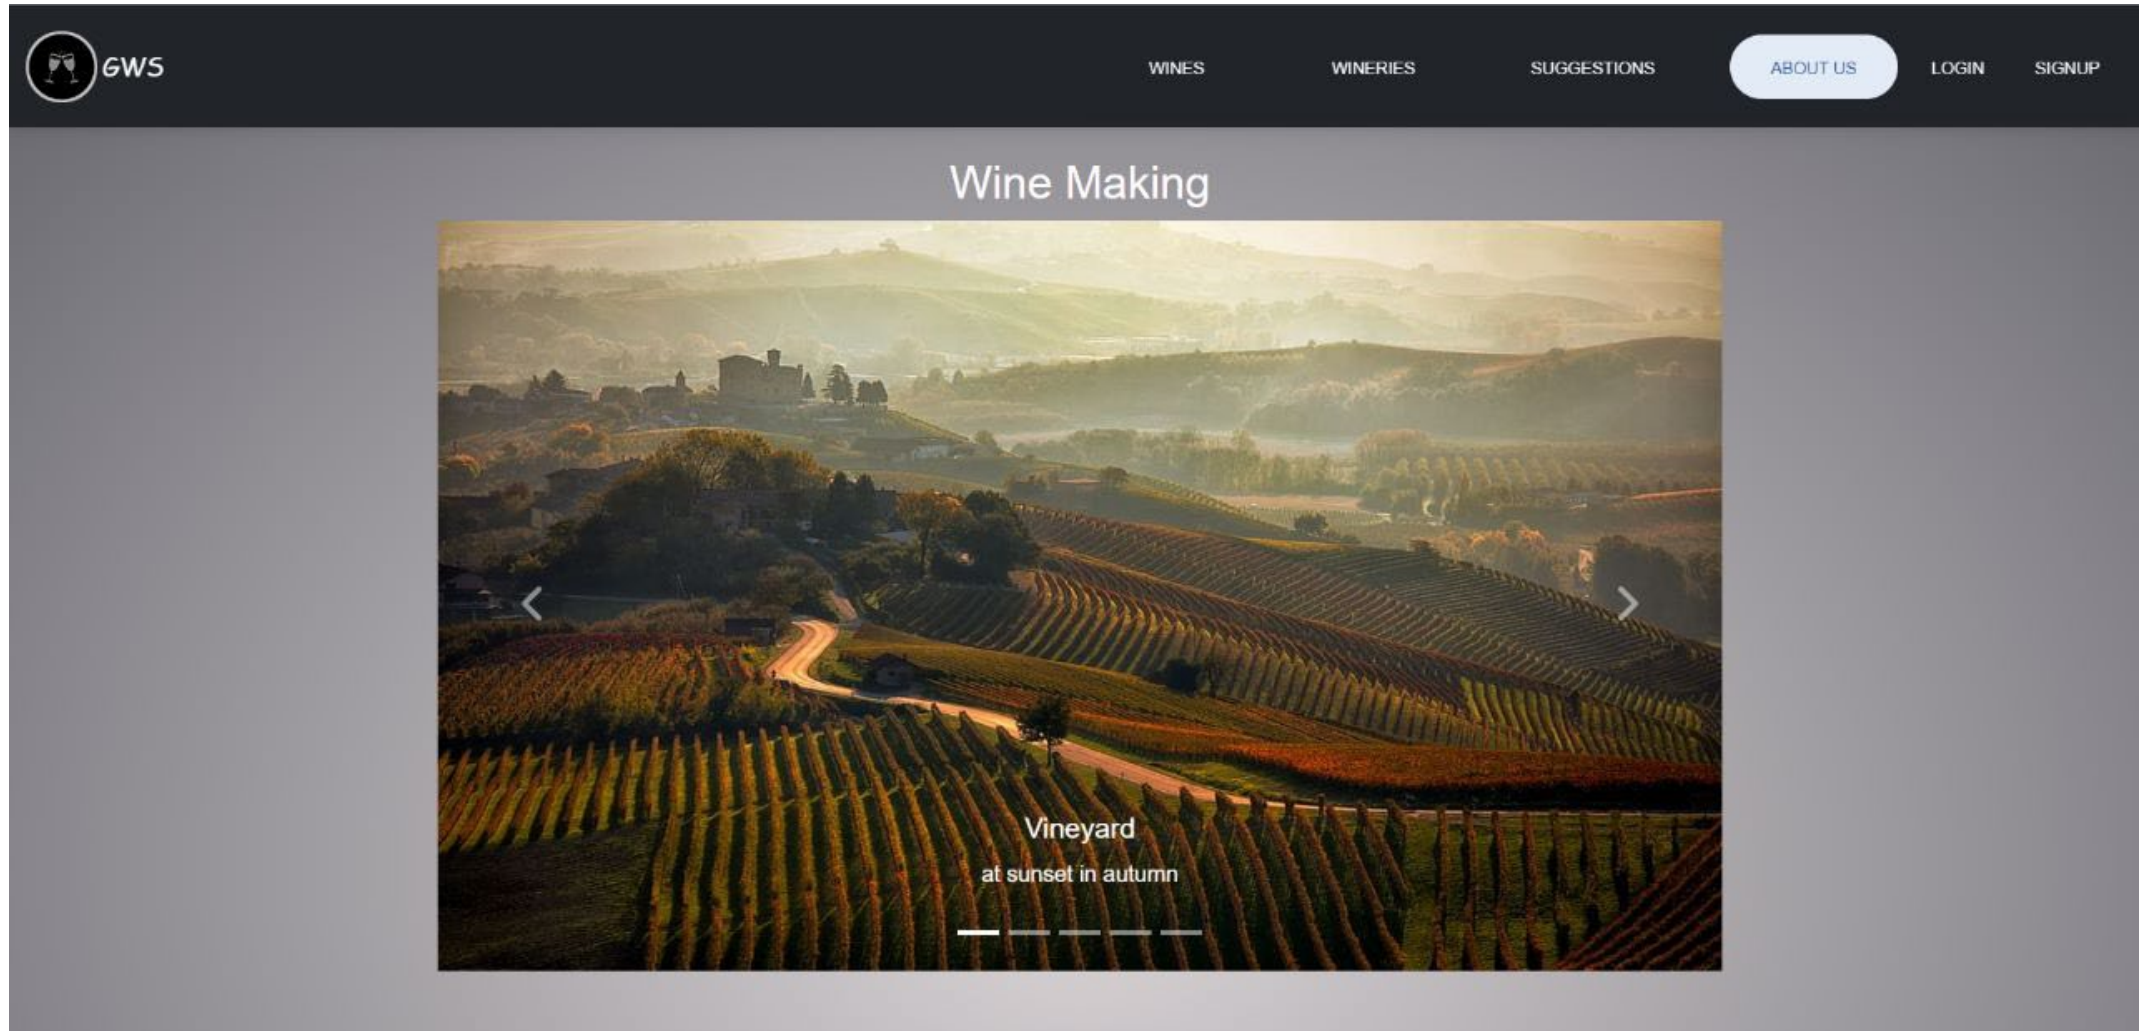 GWS
WINES
WINERIES
SUGGESTIONS
ABOUT US
LOGIN
SIGNUP
Wine Making
Vineyard
at sunset in autumn